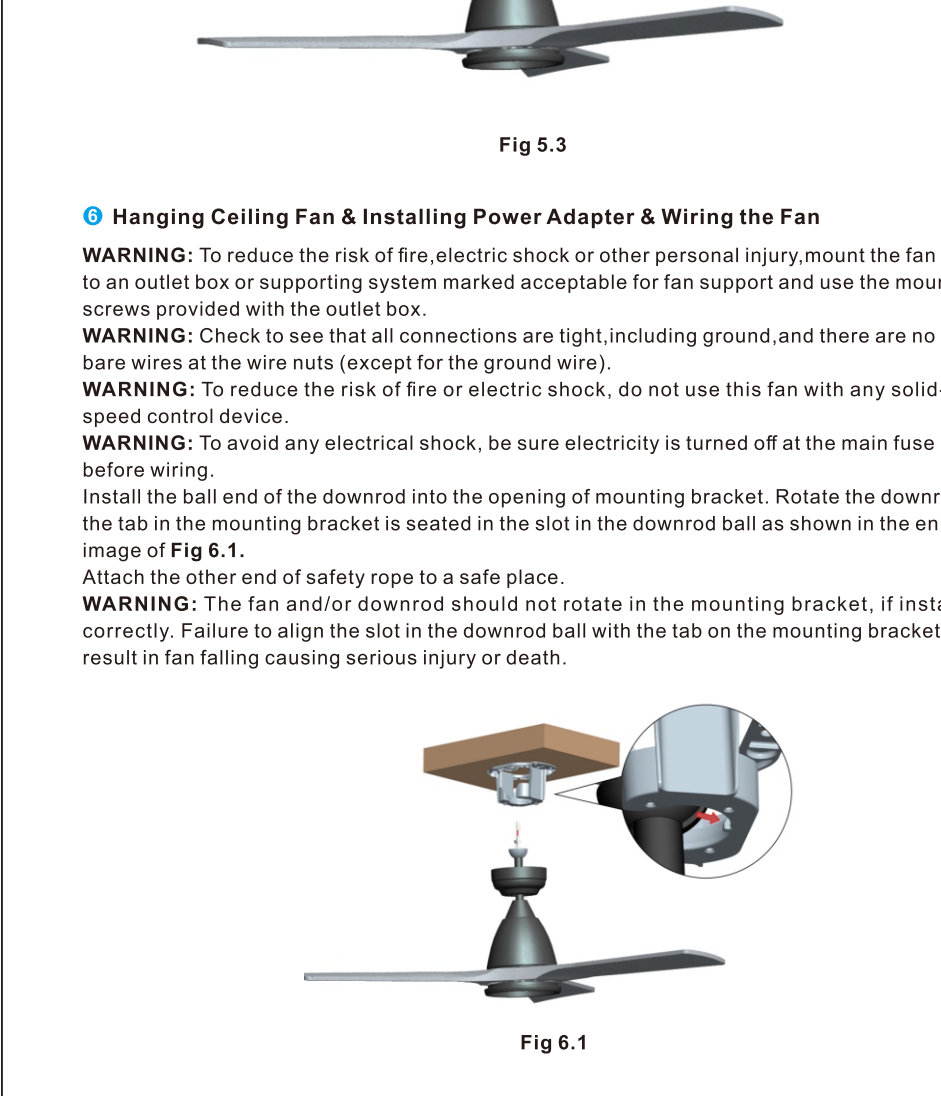 Fig 5.3
6 Hanging Ceiling Fan & Installing Power Adapter & Wiring the Fan
WARNING: To reduce the risk of fire,electric shock or other personal injury,mount the fan
to an outlet box or supporting system marked acceptable for fan support and use the
screws provided with the outlet box.
WARNING: Check to see that all connections are tight,including ground,and there are no
bare wires at the wire nuts (except for the ground wire).
WARNING: To reduce the risk of fire or electric shock, do not use this fan with any solid-
speed control device.
WARNING: To avoid any electrical shock, be sure electricity is turned off at the main fuse
before wiring.
Install the ball end of the downrod into the opening of mounting bracket. Rotate the
the tab in the mounting bracket is seated in the slot in the downrod ball as shown in the
image of Fig 6.1.
Attach the other end of safety rope to a safe place.
WARNING: The fan and/or downrod should not rotate in the mounting bracket, if
correctly. Failure to align the slot in the downrod ball with the tab on the mounting bracket
result in fan falling causing serious injury or death.
Fig 6.1